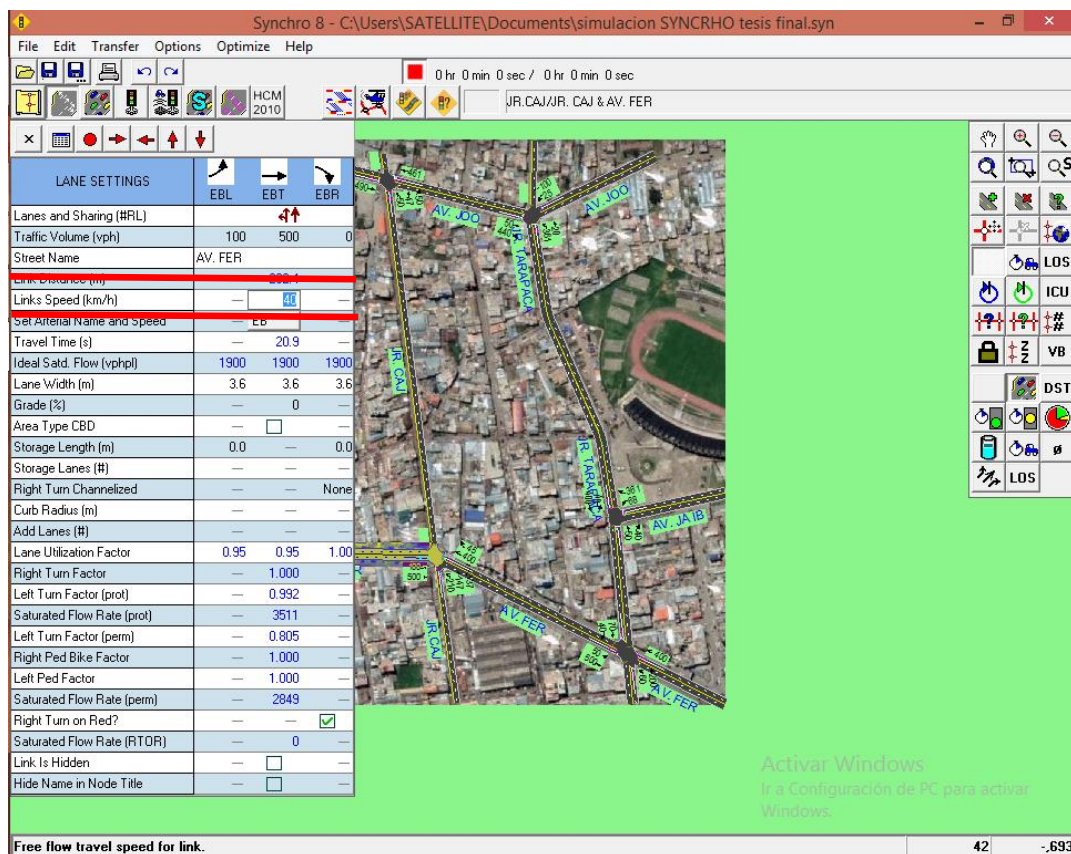 Synchro 8 - C:\Users\SATELLITE\Documents\simulacion SYNCRHO tesis final.syn
File Edit Transfer Options Optimize Help
0 hr 0 min 0 sec / 0 hr 0 min 0 sec
HCM 2010
JR.CAJ/JR. CAJ & AV. FER
LANE SETTINGS EBL EBT EBR
Lanes and Sharing (#RL)
Traffic Volume (vph) 100 500 0
Street Name AV. FER
Link Distance (m)
Links Speed (km/h) — 40 —
Set Arterial Name and Speed — EB —
Travel Time (s) — 20.9 —
Ideal Satd. Flow (vphpl) 1900 1900 1900
Lane Width (m) 3.6 3.6 3.6
Grade (%) — 0 —
Area Type CBD — —
Storage Length (m) 0.0 — 0.0
Storage Lanes (#) — — —
Right Turn Channelized — — None
Curb Radius (m) — — —
Add Lanes (#) — — —
Lane Utilization Factor 0.95 0.95 1.00
Right Turn Factor — 1.000 —
Left Turn Factor (prot) — 0.992 —
Saturated Flow Rate (prot) — 3511 —
Left Turn Factor (perm) — 0.805 —
Right Ped Bike Factor — 1.000 —
Left Ped Factor — 1.000 —
Saturated Flow Rate (perm) — 2849 —
Right Turn on Red? — —
Saturated Flow Rate (RTOR) — 0 —
Link Is Hidden — —
Hide Name in Node Title — —
AV. JOO
AV. JOO
JR. TARAPACA
JR. CAJ
JR. TARAPACA
AV. JA IB
AV. FER
JR.CAJ
AV. FER
LOS
ICU
VB
DST
ø
LOS
Activar Windows
Ir a Configuración de PC para activar
Windows.
Free flow travel speed for link. 42 -,693